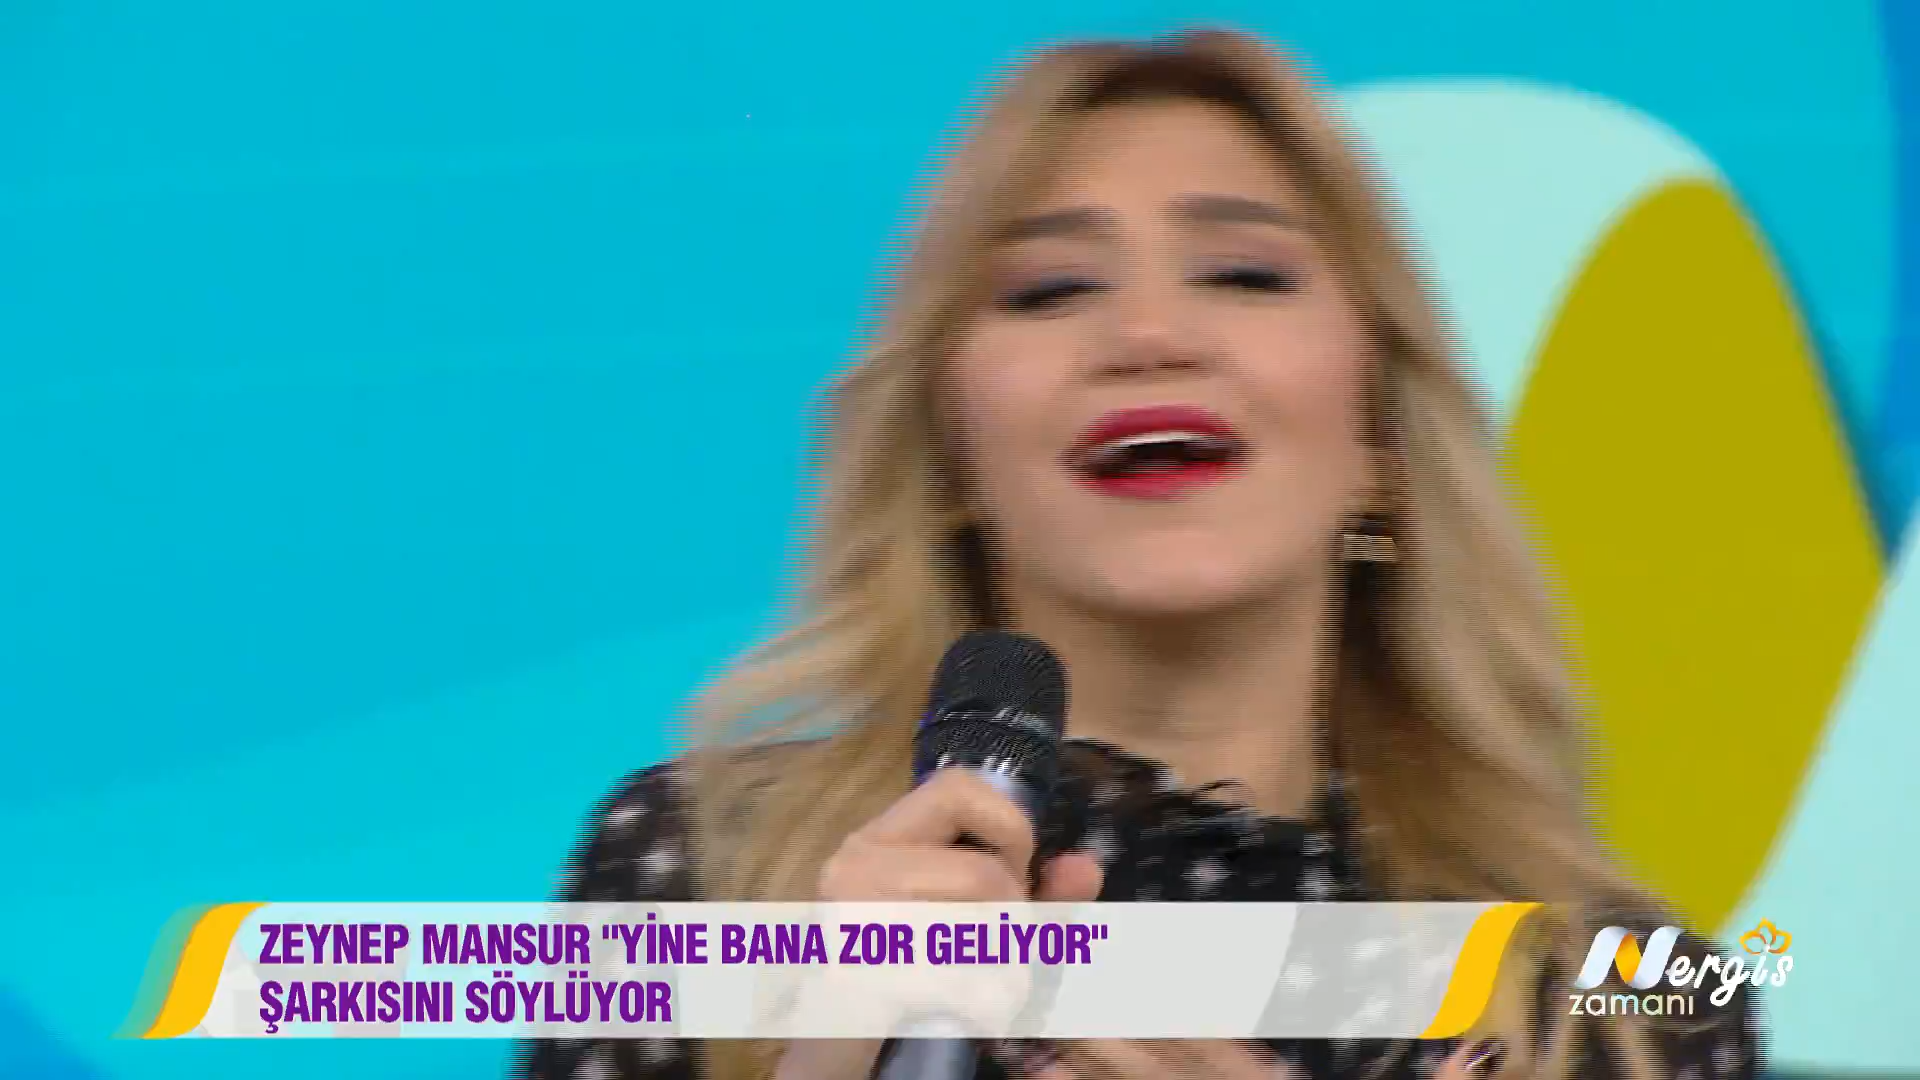 ZEYNEP MANSUR "YİNE BANA ZOR GELİYOR"
ŞARKISINI SÖYLÜYOR
Nergis
zamanı